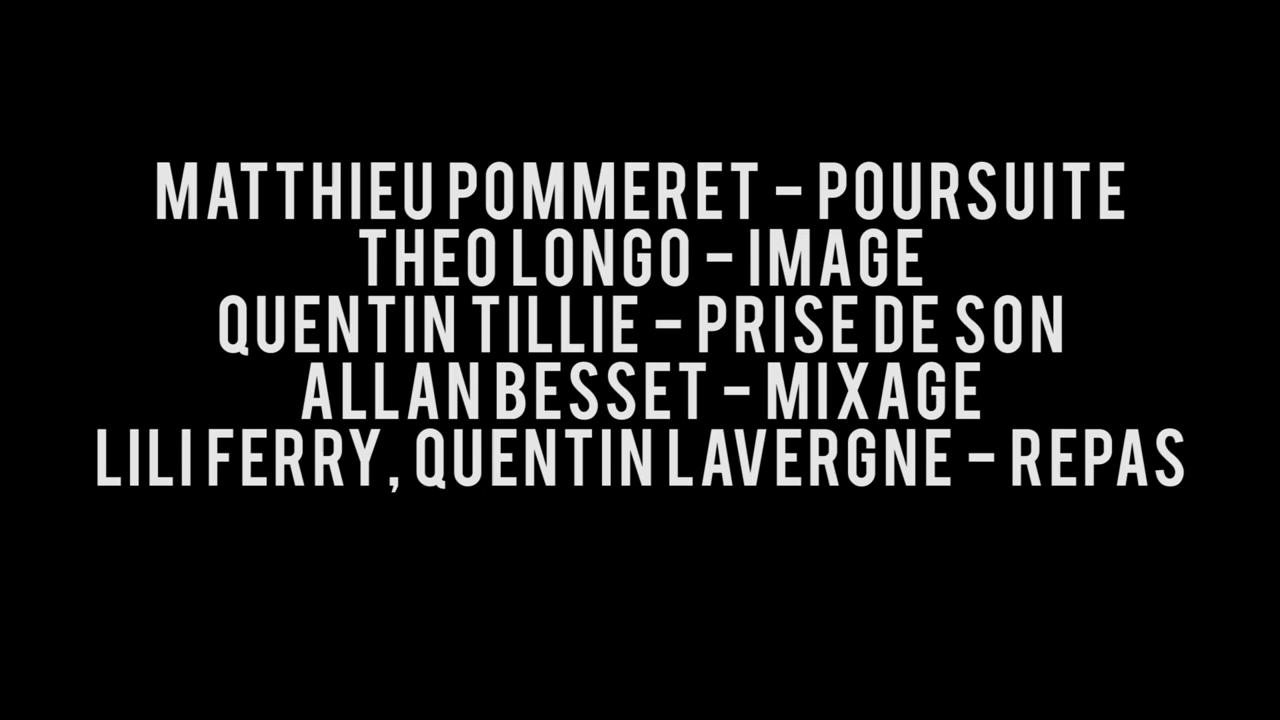 MATTHIEU POMMERET - POURSUITE
THEO LONGO - IMAGE
QUENTIN TILLIE - PRISE DE SON
ALLAN BESSET - MIXAGE
LILI FERRY, QUENTIN LAVERGNE - REPAS